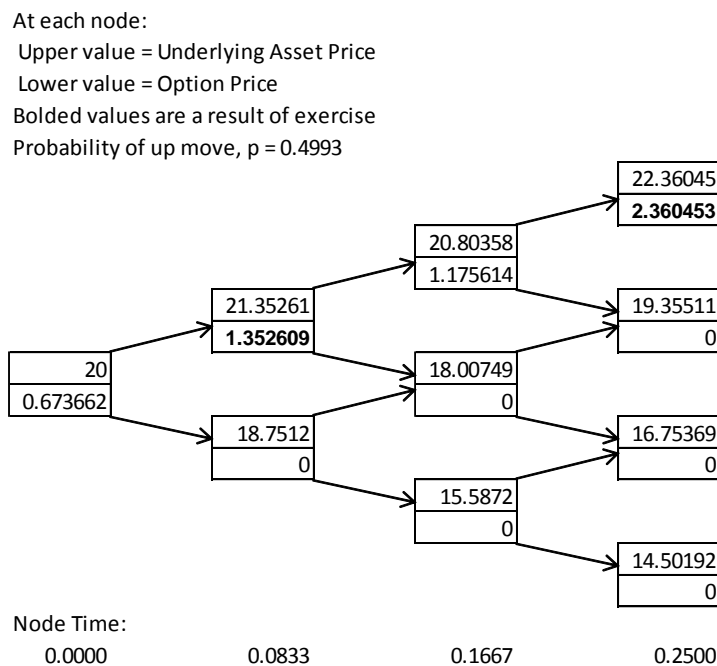 At each node:
Upper value = Underlying Asset Price
Lower value = Option Price
Bolded values are a result of exercise
Probability of up move, p = 0.4993
22.36045
2.360453
20.80358
1.175614
21.35261
1.352609
19.35511
0
20
0.673662
18.00749
0
18.7512
0
16.75369
0
15.5872
0
14.50192
0
Node Time:
0.0000 0.0833 0.1667 0.2500